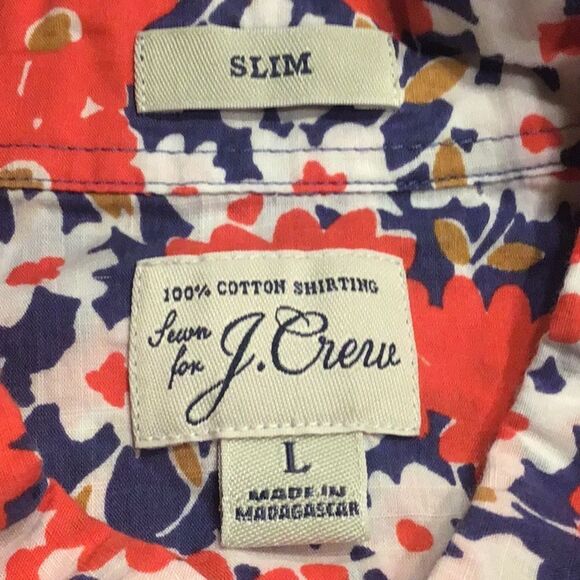 SLIM
100% COTTON SHIRTING
Sewn
for J.Crew
L
MADE IN
MADAGASCAR